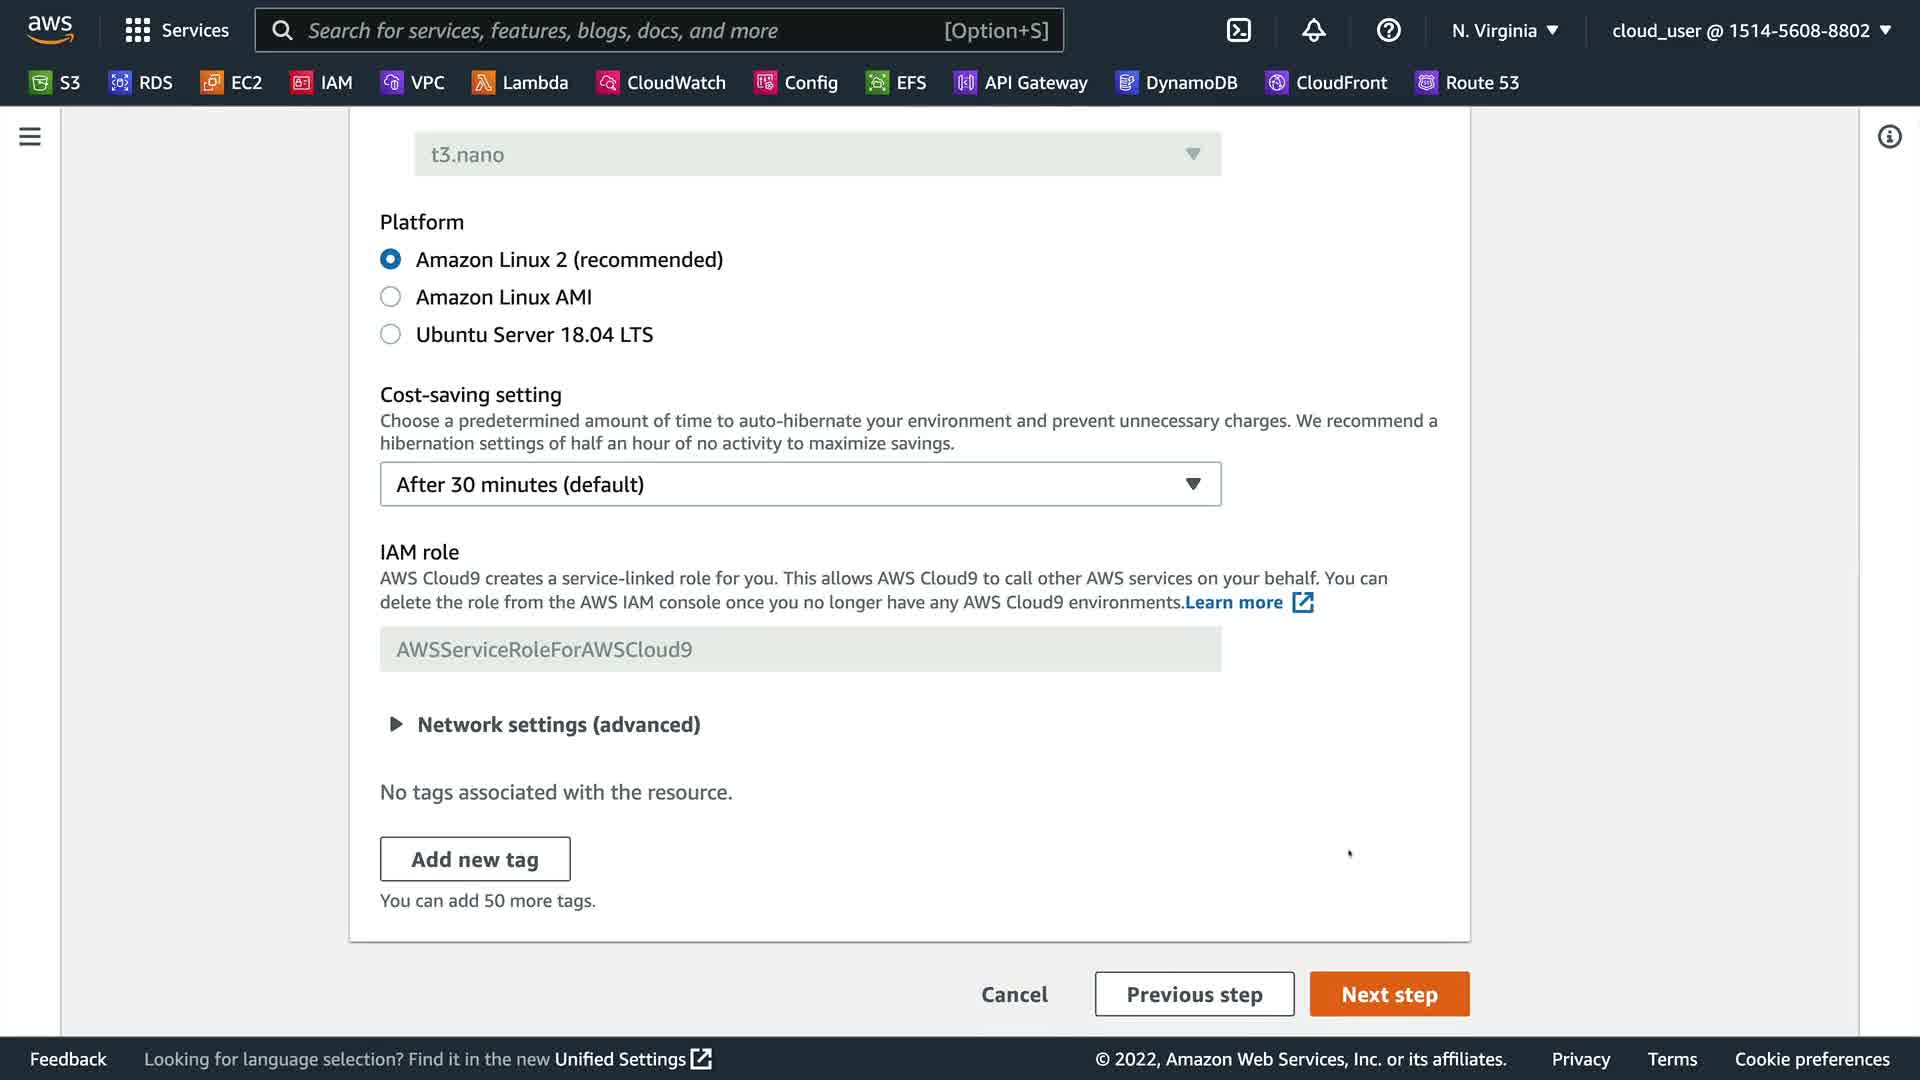 aws Services Search for services, features, blogs, docs, and more [Option+S] N. Virginia cloud_user @ 1514-5608-8802
S3 RDS EC2 IAM VPC Lambda CloudWatch Config EFS API Gateway DynamoDB CloudFront Route 53
t3.nano
Platform
Amazon Linux 2 (recommended)
Amazon Linux AMI
Ubuntu Server 18.04 LTS
Cost-saving setting
Choose a predetermined amount of time to auto-hibernate your environment and prevent unnecessary charges. We recommend a
hibernation settings of half an hour of no activity to maximize savings.
After 30 minutes (default)
IAM role
AWS Cloud9 creates a service-linked role for you. This allows AWS Cloud9 to call other AWS services on your behalf. You can
delete the role from the AWS IAM console once you no longer have any AWS Cloud9 environments.Learn more
AWSServiceRoleForAWSCloud9
Network settings (advanced)
No tags associated with the resource.
Add new tag
You can add 50 more tags.
Cancel Previous step Next step
Feedback Looking for language selection? Find it in the new Unified Settings © 2022, Amazon Web Services, Inc. or its affiliates. Privacy Terms Cookie preferences